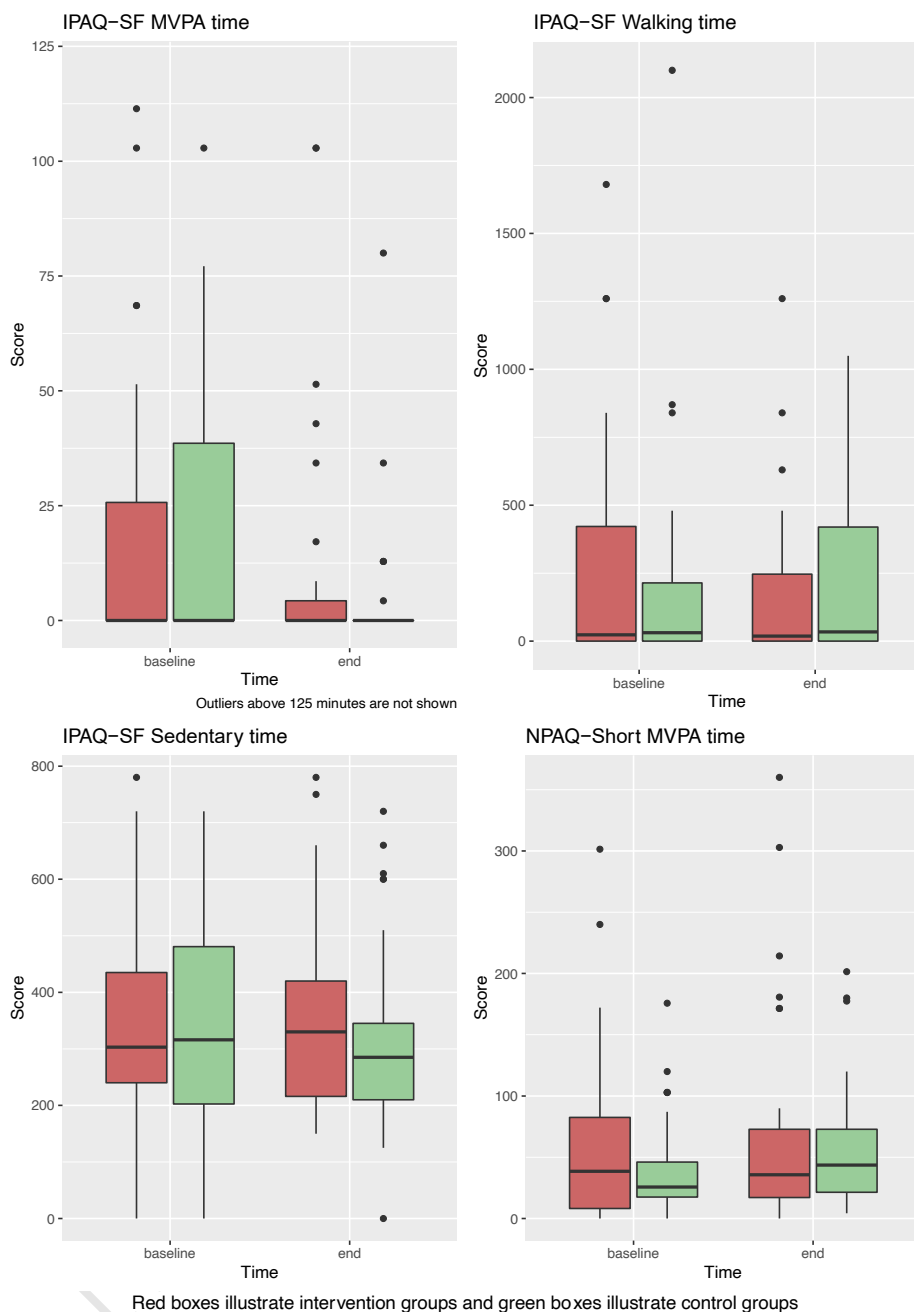 IPAQ−SF MVPA time
125
100
75
50
25
0
Score
baseline
end
Time
Outliers above 125 minutes are not shown
IPAQ−SF Walking time
2000
1500
1000
500
0
Score
baseline
end
Time
IPAQ−SF Sedentary time
800
600
400
200
0
Score
baseline
end
Time
NPAQ−Short MVPA time
300
200
100
0
Score
baseline
end
Time
Red boxes illustrate intervention groups and green boxes illustrate control groups